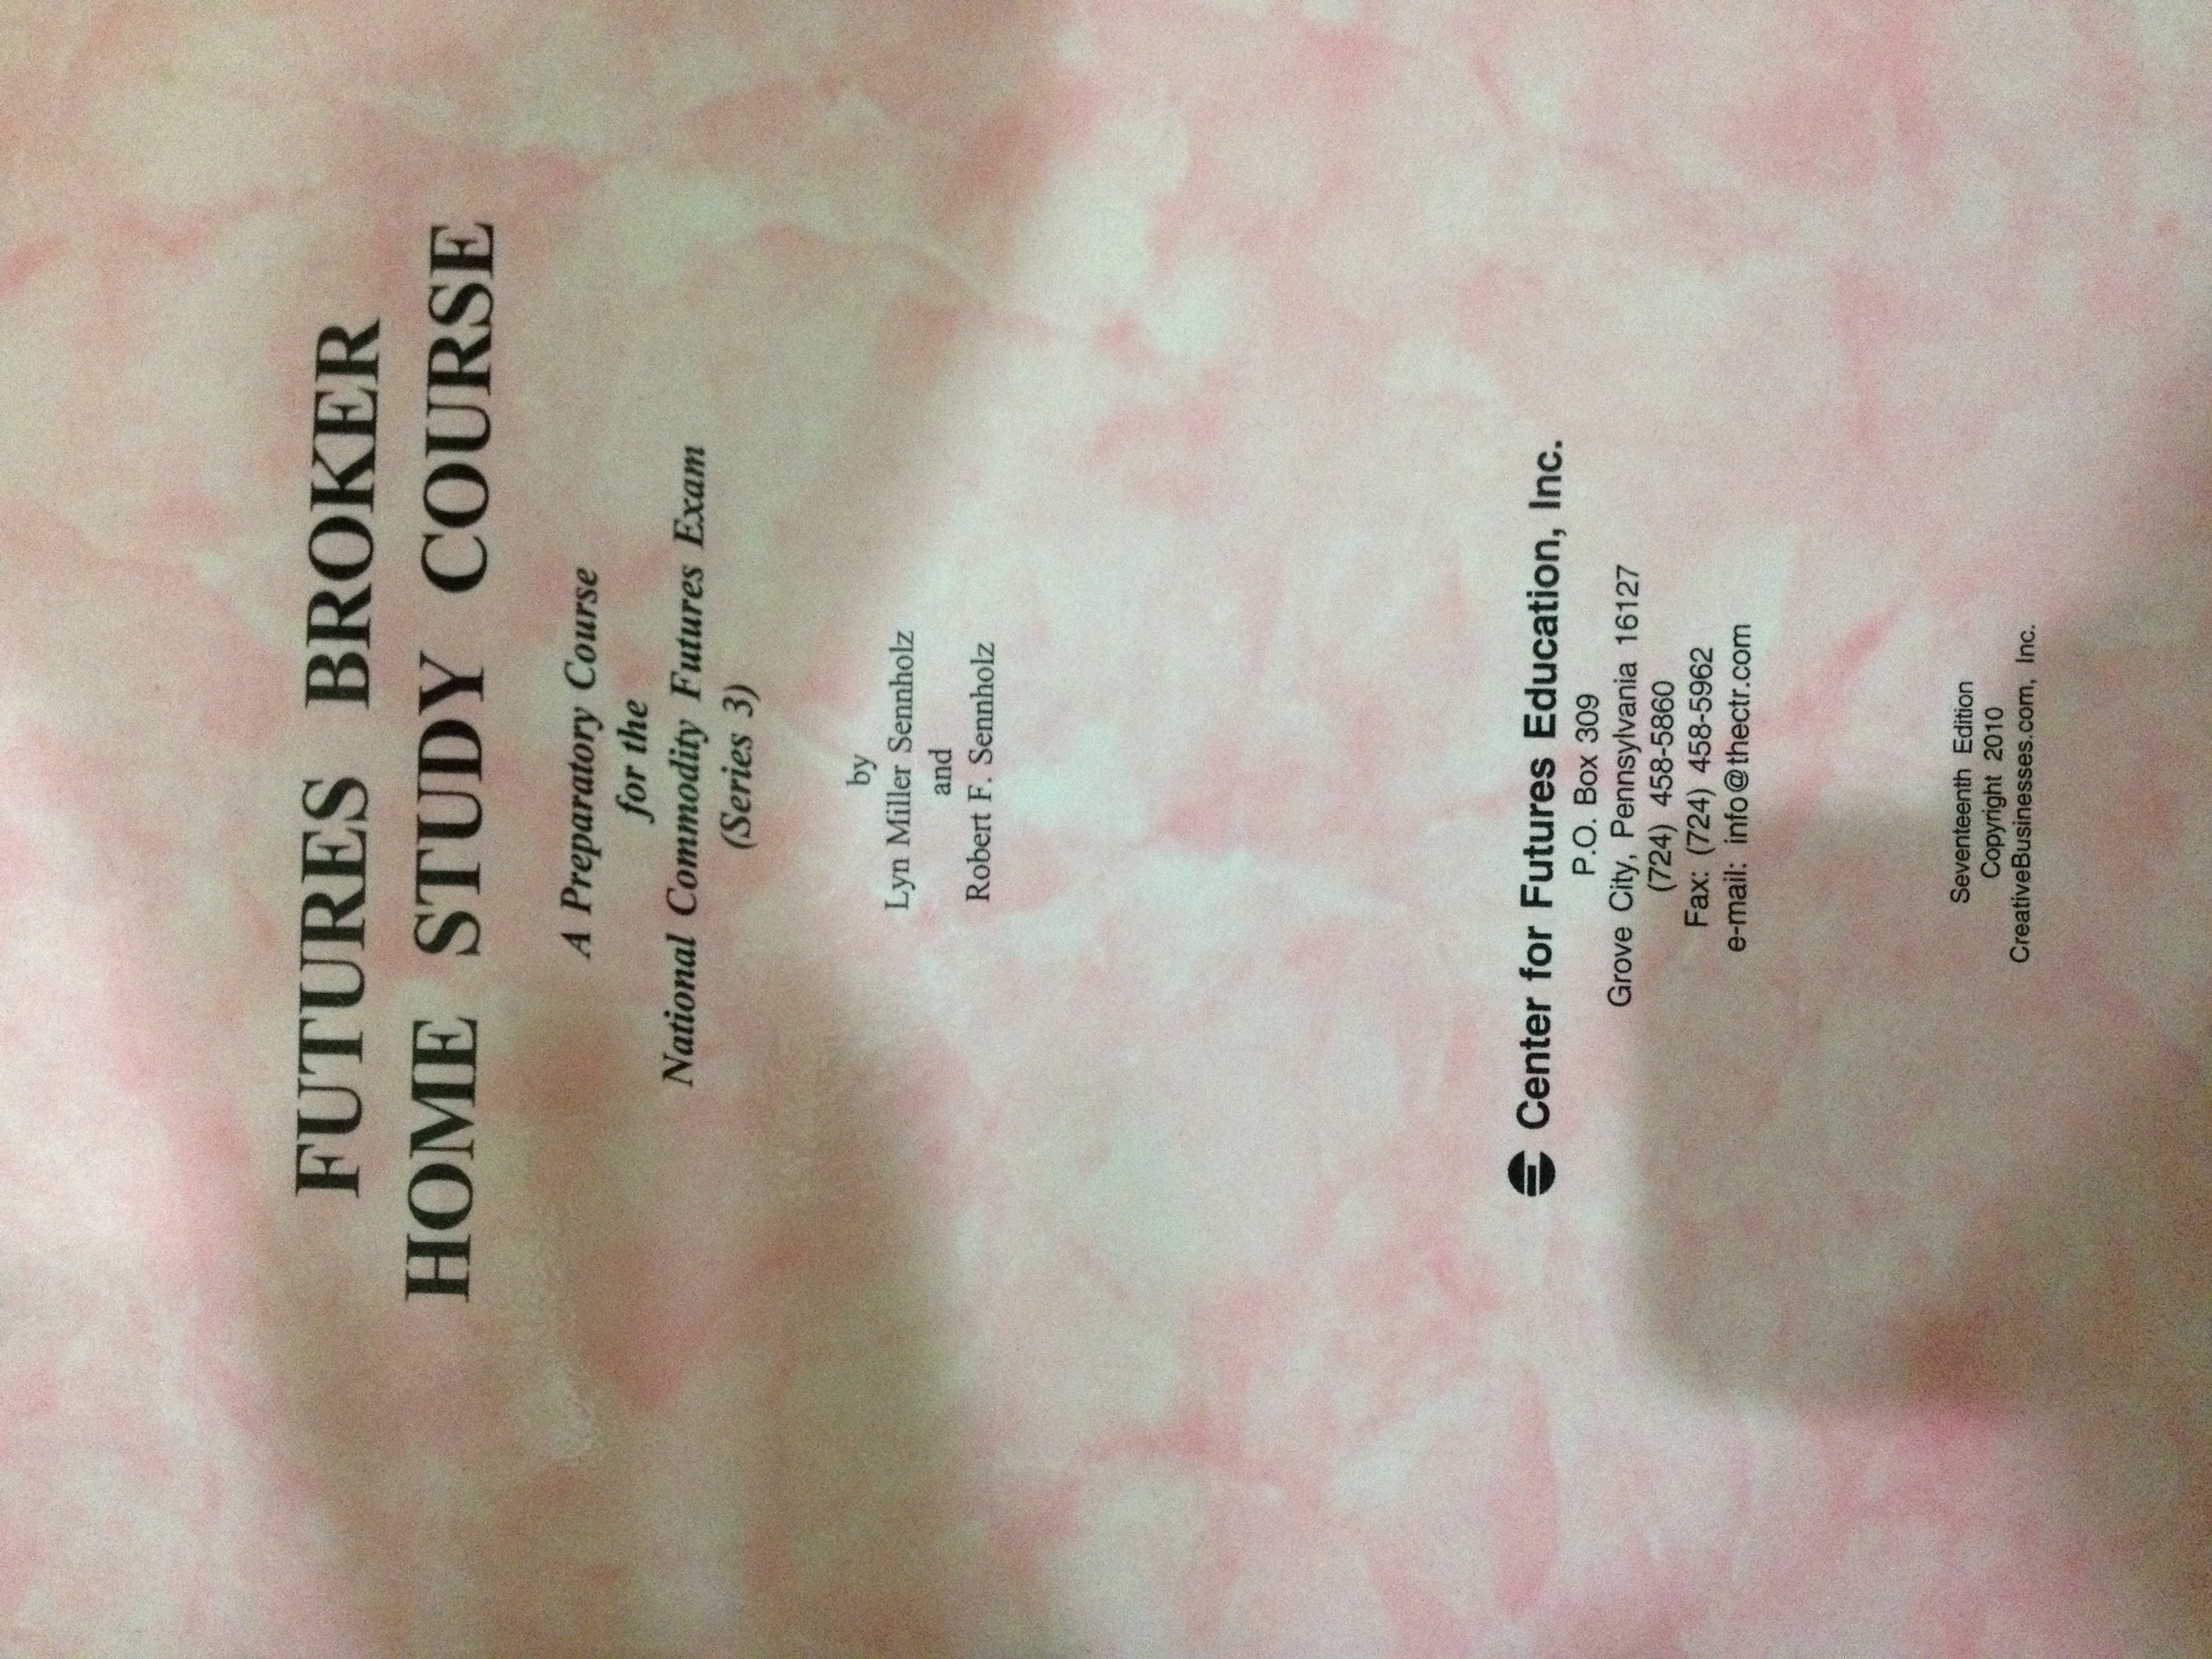 FUTURES BROKER
HOME STUDY COURSE
A Preparatory Course
for the
National Commodity Futures Exam
(Series 3)
by
Lyn Miller Sennholz
and
Robert F. Sennholz
Center for Futures Education, Inc.
P.O. Box 309
Grove City, Pennsylvania 16127
(724) 458-5860
Fax: (724) 458-5962
e-mail: info@thectr.com
Seventeenth Edition
Copyright 2010
CreativeBusinesses.com, Inc.